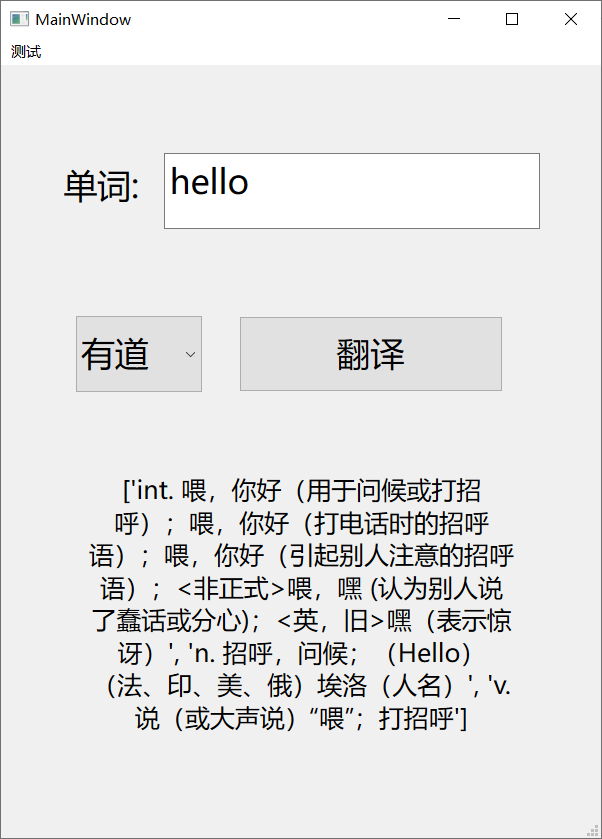 MainWindow
测试
单词:
hello
有道
翻译
['int. 喂，你好（用于问候或打招
呼）；喂，你好（打电话时的招呼
语）；喂，你好（引起别人注意的招呼
语）；<非正式>喂，嘿 (认为别人说
了蠢话或分心)；<英，旧>嘿（表示惊
讶）', 'n. 招呼，问候；（Hello）
（法、印、美、俄）埃洛（人名）', 'v.
说（或大声说）“喂”；打招呼']